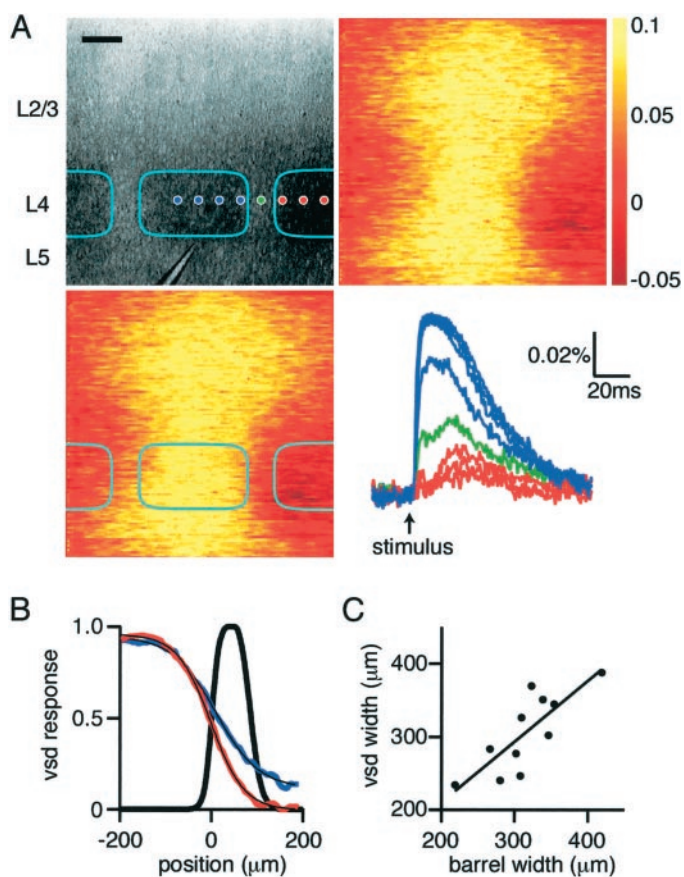 A
L2/3
L4
L5
0.1
0.05
0
-0.05
0.02%
20ms
stimulus
B
1.0
0.5
0
vsd response
-200
0
200
position (μm)
C
400
300
200
vsd width (μm)
200
300
400
barrel width (μm)